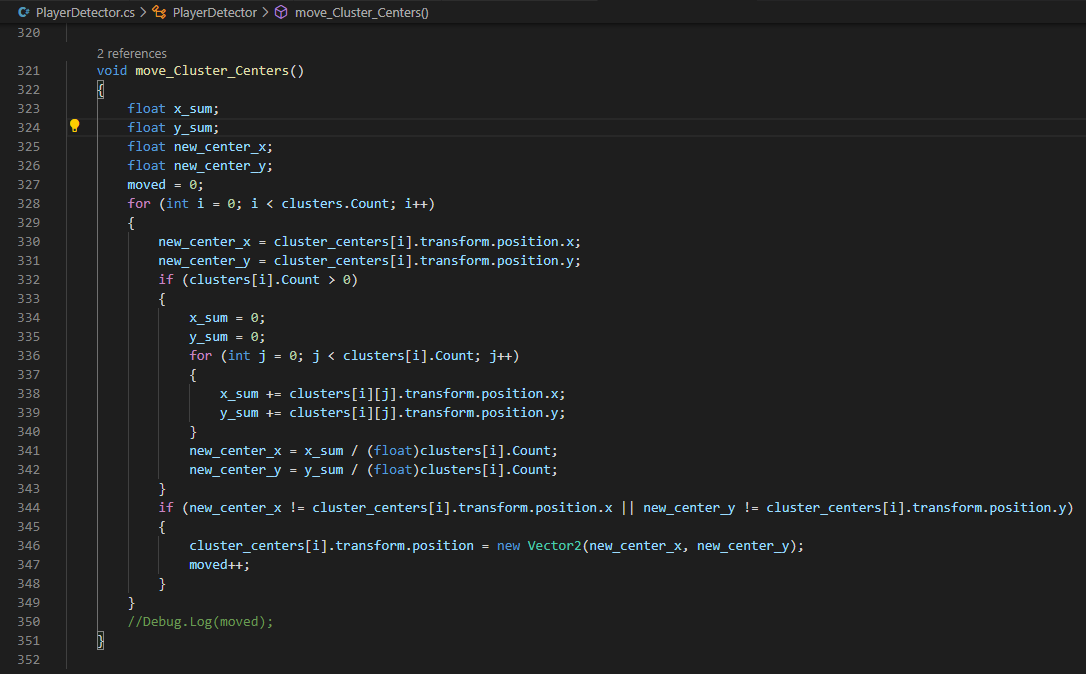 PlayerDetector.cs > PlayerDetector > move_Cluster_Centers()
320
2 references
321 void move_Cluster_Centers()
322 {
323 float x_sum;
324 float y_sum;
325 float new_center_x;
326 float new_center_y;
327 moved = 0;
328 for (int i = 0; i < clusters.Count; i++)
329 {
330 new_center_x = cluster_centers[i].transform.position.x;
331 new_center_y = cluster_centers[i].transform.position.y;
332 if (clusters[i].Count > 0)
333 {
334 x_sum = 0;
335 y_sum = 0;
336 for (int j = 0; j < clusters[i].Count; j++)
337 {
338 x_sum += clusters[i][j].transform.position.x;
339 y_sum += clusters[i][j].transform.position.y;
340 }
341 new_center_x = x_sum / (float)clusters[i].Count;
342 new_center_y = y_sum / (float)clusters[i].Count;
343 }
344 if (new_center_x != cluster_centers[i].transform.position.x || new_center_y != cluster_centers[i].transform.position.y)
345 {
346 cluster_centers[i].transform.position = new Vector2(new_center_x, new_center_y);
347 moved++;
348 }
349 }
350 //Debug.Log(moved);
351 }
352